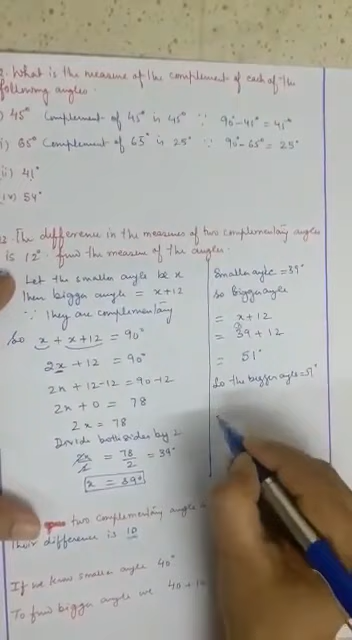 2. What is the measure of the complement of each of the
following angles.
i) 45° Complement of 45° is 45° ∵ 90°-45°=45°
ii) 65° Complement of 65° is 25° ∵ 90°-65°=25°
iii) 41°
iv) 54°
Q3. The difference in the measures of two complementary angles
is 12°. find the measure of the angles.
Let the smaller angle be x
then bigger angle = x+12
∵ They are complementary
So x + x+12 = 90°
2x +12 = 90°
2x + 12-12 = 90-12
2x + 0 = 78
2x = 78
Divide both sides by 2
2x/2 = 78/2 = 39°
x = 39°
Smaller angle = 39°
So bigger angle
= x+12
= 39+12
= 51°
So the bigger angle = 51°
two complementary angle
Their difference is 10
If we know smaller angle 40°
To find bigger angle we 40+10